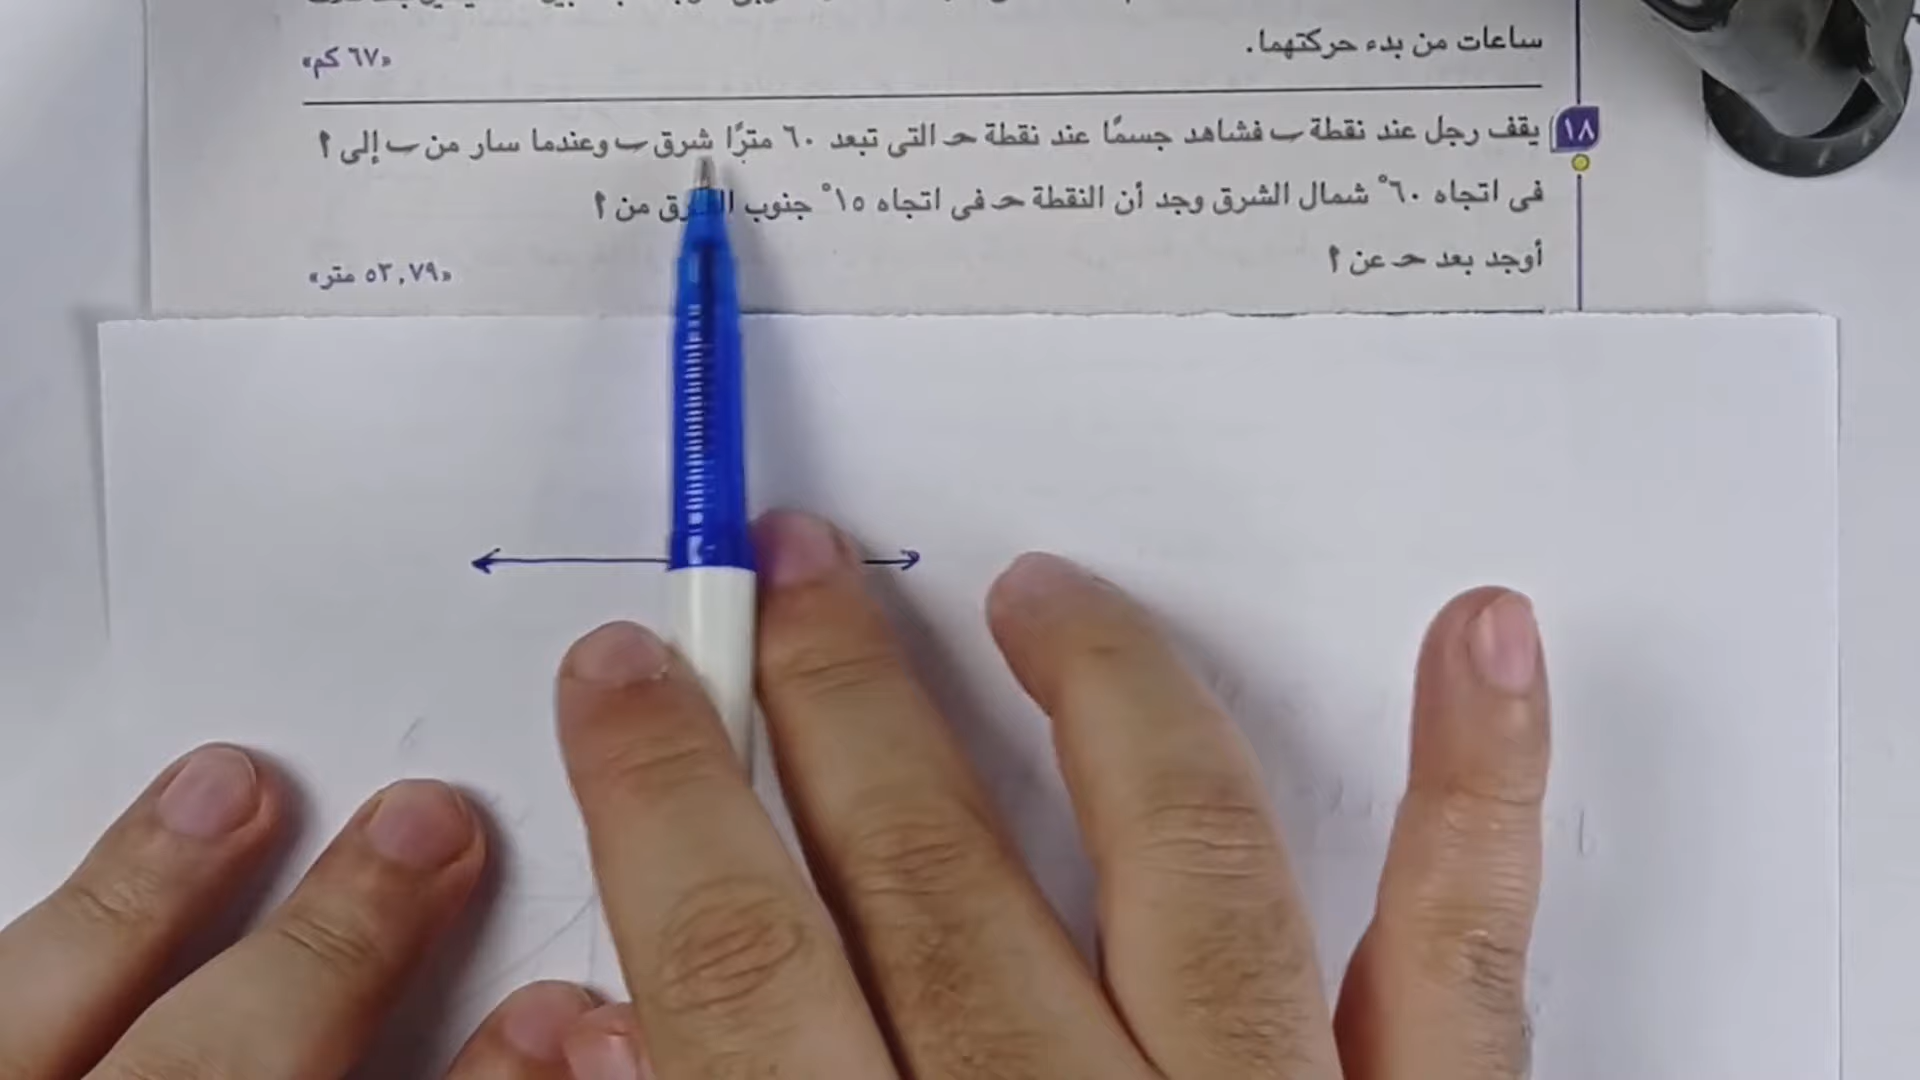 ساعات من بدء حركتهما.
«٦٧ كم»
١٨
يقف رجل عند نقطة ب فشاهد جسمًا عند نقطة حـ التى تبعد ٦٠ مترًا شرق ب وعندما سار من ب إلى أ
فى اتجاه ٦٠° شمال الشرق وجد أن النقطة حـ فى اتجاه ١٥° جنوب الشرق من أ
أوجد بعد حـ عن أ
«٥٣,٧٩ متر»